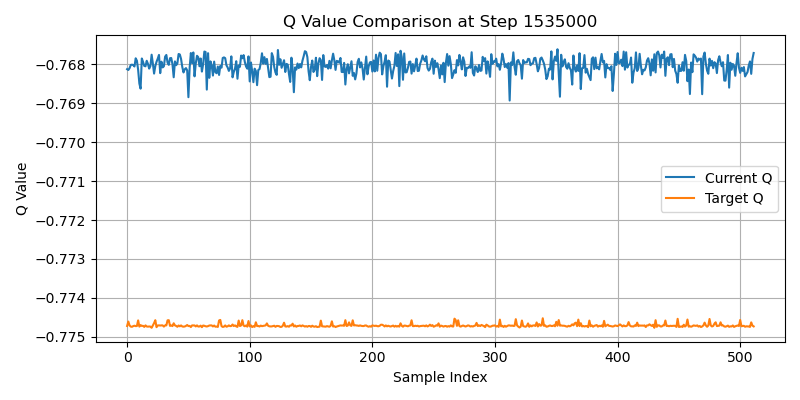 Q Value Comparison at Step 1535000
Q Value
−0.768
−0.769
−0.770
−0.771
−0.772
−0.773
−0.774
−0.775
Current Q
Target Q
0
100
200
300
400
500
Sample Index